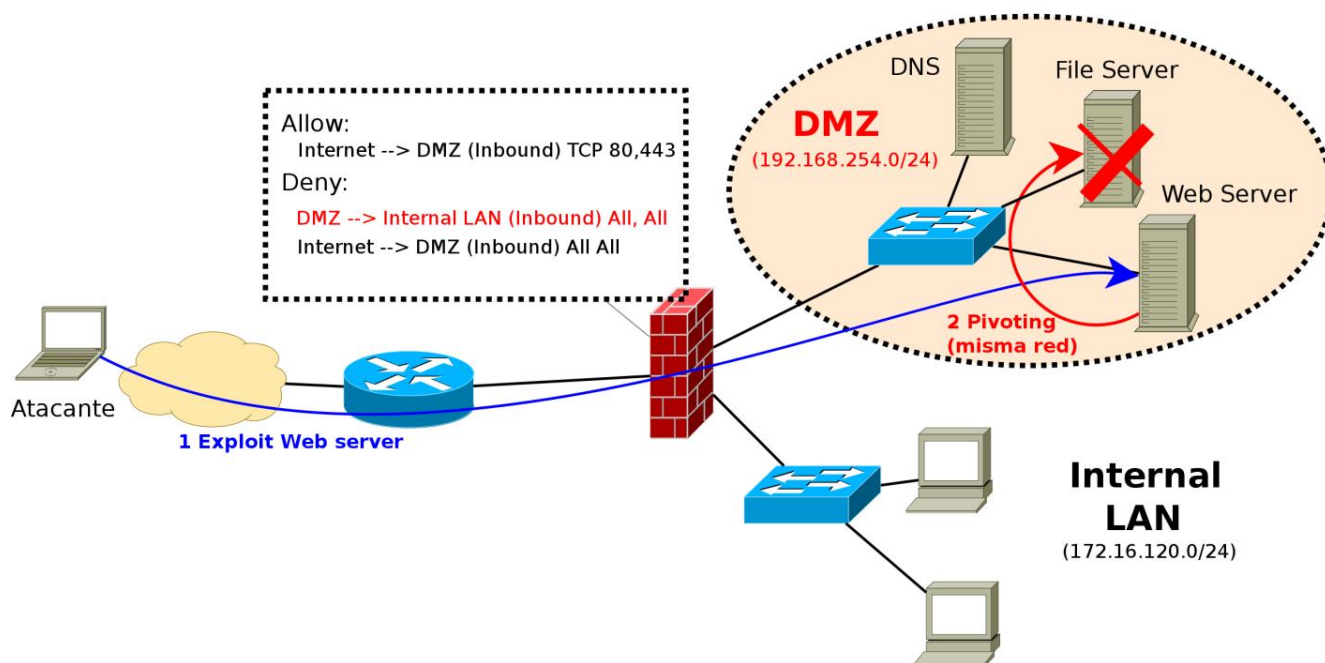 Allow:
Internet --> DMZ (Inbound) TCP 80,443
Deny:
DMZ --> Internal LAN (Inbound) All, All
Internet --> DMZ (Inbound) All All
DNS
File Server
DMZ
(192.168.254.0/24)
Web Server
2 Pivoting
(misma red)
Atacante
1 Exploit Web server
Internal
LAN
(172.16.120.0/24)